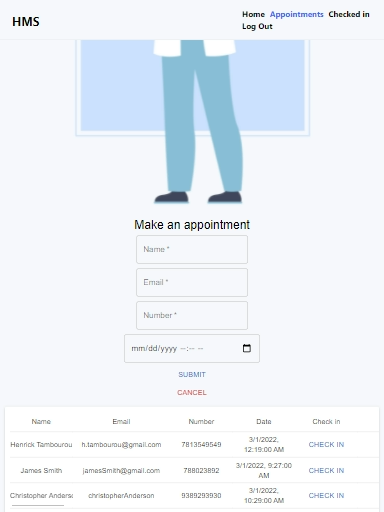 HMS
Home Appointments Checked in
Log Out
Make an appointment
Name *
Email *
Number *
mm/dd/yyyy --:-- --
SUBMIT
CANCEL
Name Email Number Date Check in
Henrick Tambourou h.tambourou@gmail.com 7813549549 3/1/2022, 12:19:00 AM CHECK IN
James Smith jamesSmith@gmail.com 788023892 3/1/2022, 9:27:00 AM CHECK IN
Christopher Anders christopherAnderson 9389293930 3/1/2022, 10:29:00 AM CHECK IN